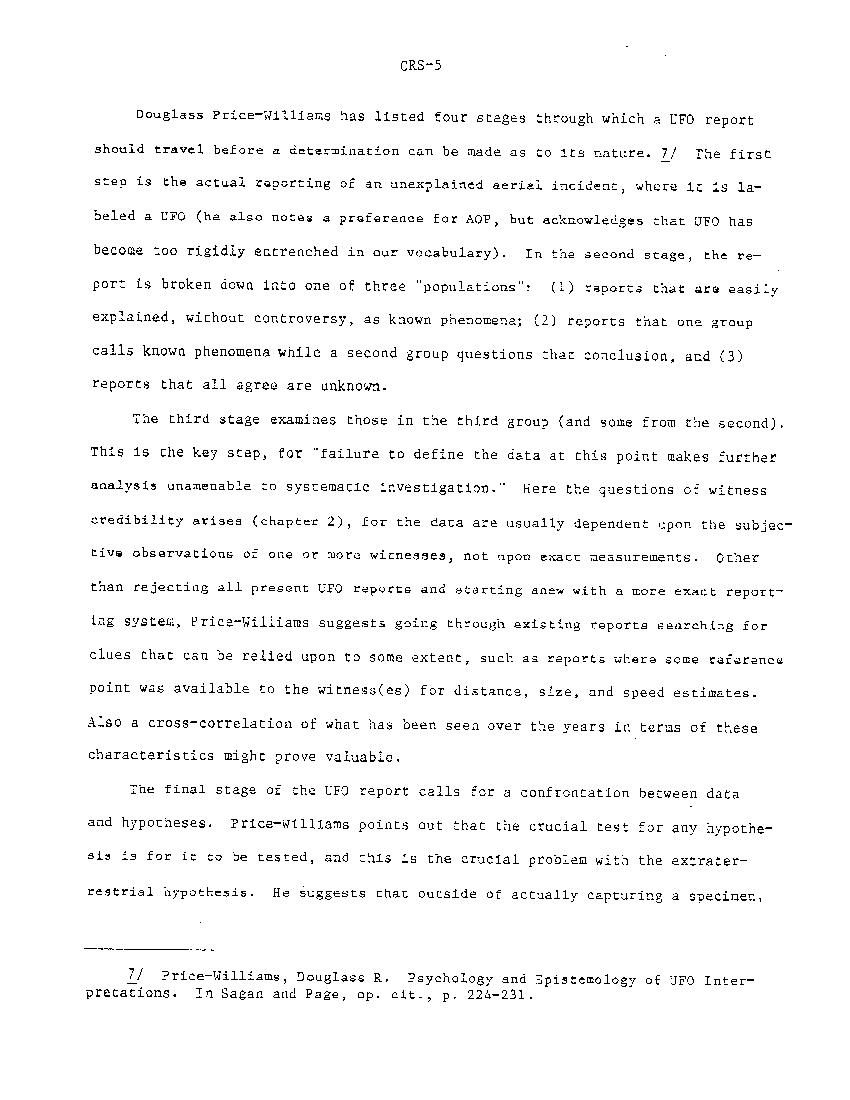 CRS-5
Douglass Price-Williams has listed four stages through which a UFO report
should travel before a determination can be made as to its nature. 7/ The first
step is the actual reporting of an unexplained aerial incident, where it is la-
beled a UFO (he also notes a preference for AOP, but acknowledges that UFO has
become too rigidly entrenched in our vocabulary). In the second stage, the re-
port is broken down into one of three "populations": (1) reports that are easily
explained, without controversy, as known phenomena; (2) reports that one group
calls known phenomena while a second group questions that conclusion, and (3)
reports that all agree are unknown.
The third stage examines those in the third group (and some from the second).
This is the key step, for "failure to define the data at this point makes further
analysis unamenable to systematic investigation." Here the questions of witness
credibility arises (chapter 2), for the data are usually dependent upon the subjec-
tive observations of one or more witnesses, not upon exact measurements. Other
than rejecting all present UFO reports and starting anew with a more exact report-
ing system, Price-Williams suggests going through existing reports searching for
clues that can be relied upon to some extent, such as reports where some reference
point was available to the witness(es) for distance, size, and speed estimates.
Also a cross-correlation of what has been seen over the years in terms of these
characteristics might prove valuable.
The final stage of the UFO report calls for a confrontation between data
and hypotheses. Price-Williams points out that the crucial test for any hypothe-
sis is for it to be tested, and this is the crucial problem with the extrater-
restrial hypothesis. He suggests that outside of actually capturing a specimen,
7/ Price-Williams, Douglass R. Psychology and Epistemology of UFO Inter-
pretations. In Sagan and Page, op. cit., p. 224-231.